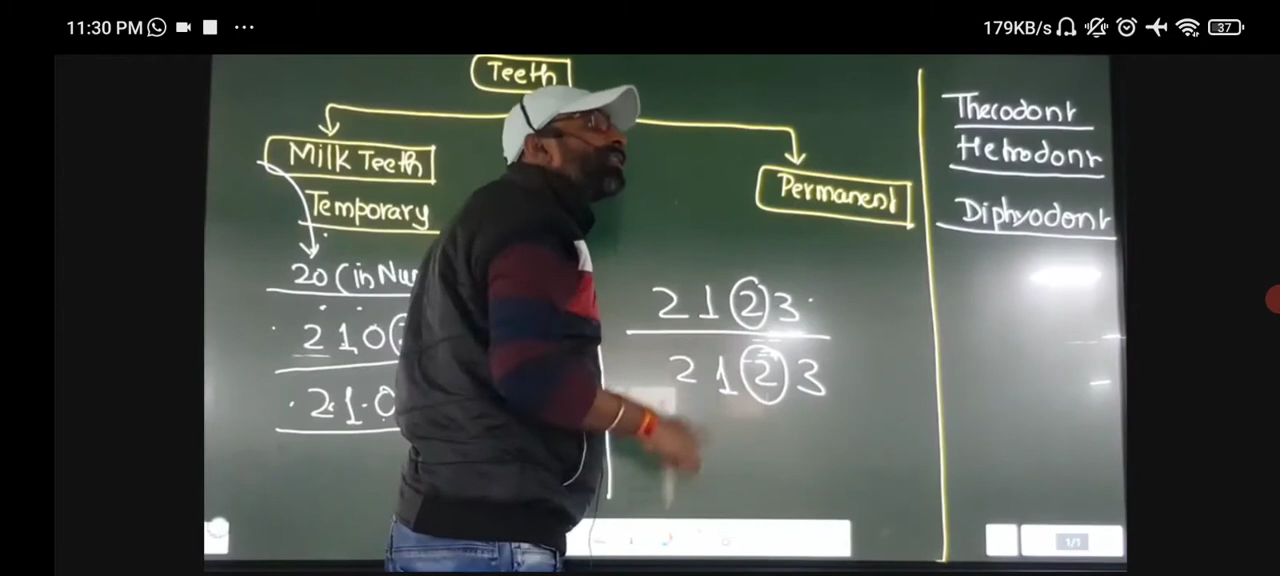 11:30 PM
179KB/s
37
Teeth
Milk Teeth
Temporary
20 (in Nu
2 1 0
2 1 0
Permanent
2 1 2 3
2 1 2 3
Thecodont
Hetrodont
Diphyodont
1/1